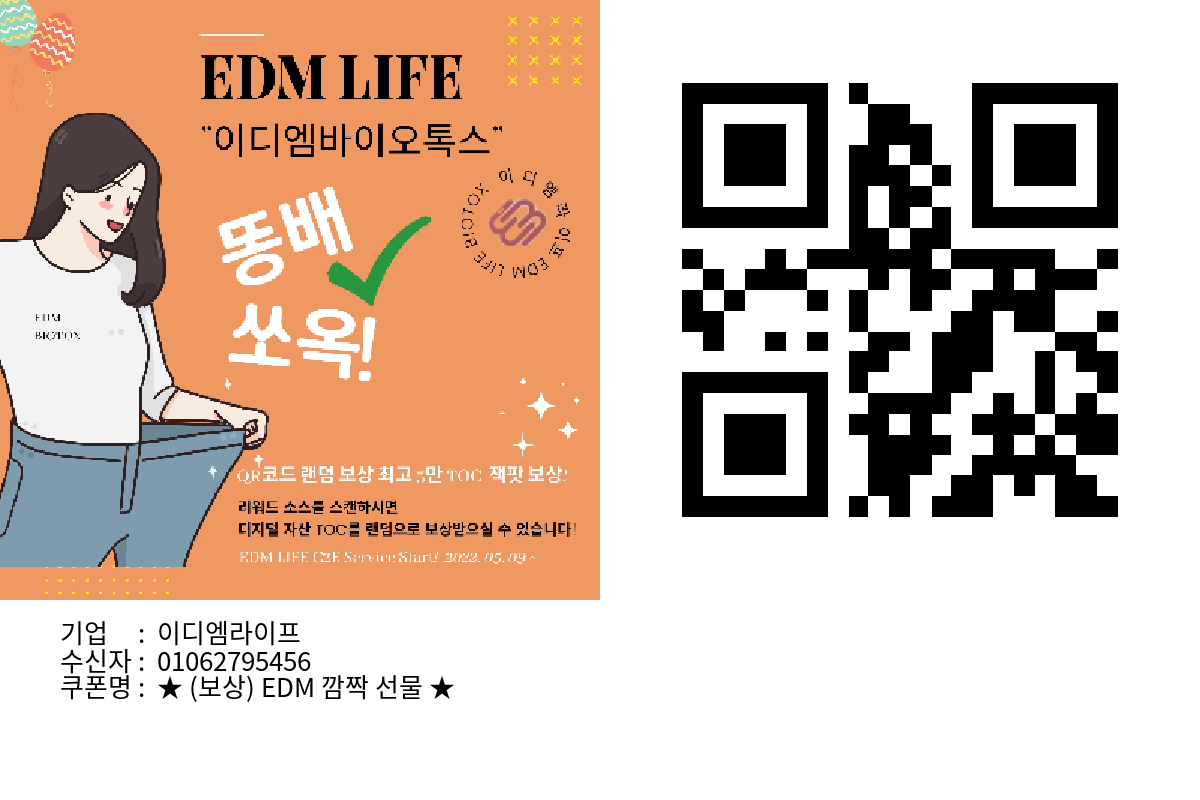 EDM LIFE
"이디엠바이오톡스"
이디엠라이프 EDM LIFE BIOTOX
똥배
쏘옥!
EDM
BIOTOX
QR코드 랜덤 보상 최고 5만 TOC 잭팟 보상!
리워드 소스를 스캔하시면
디지털 자산 TOC를 랜덤으로 보상받으실 수 있습니다!
EDM LIFE C2E Service Start! 2022. 05. 09 ~
기업 : 이디엠라이프
수신자 : 01062795456
쿠폰명 : ★ (보상) EDM 깜짝 선물 ★